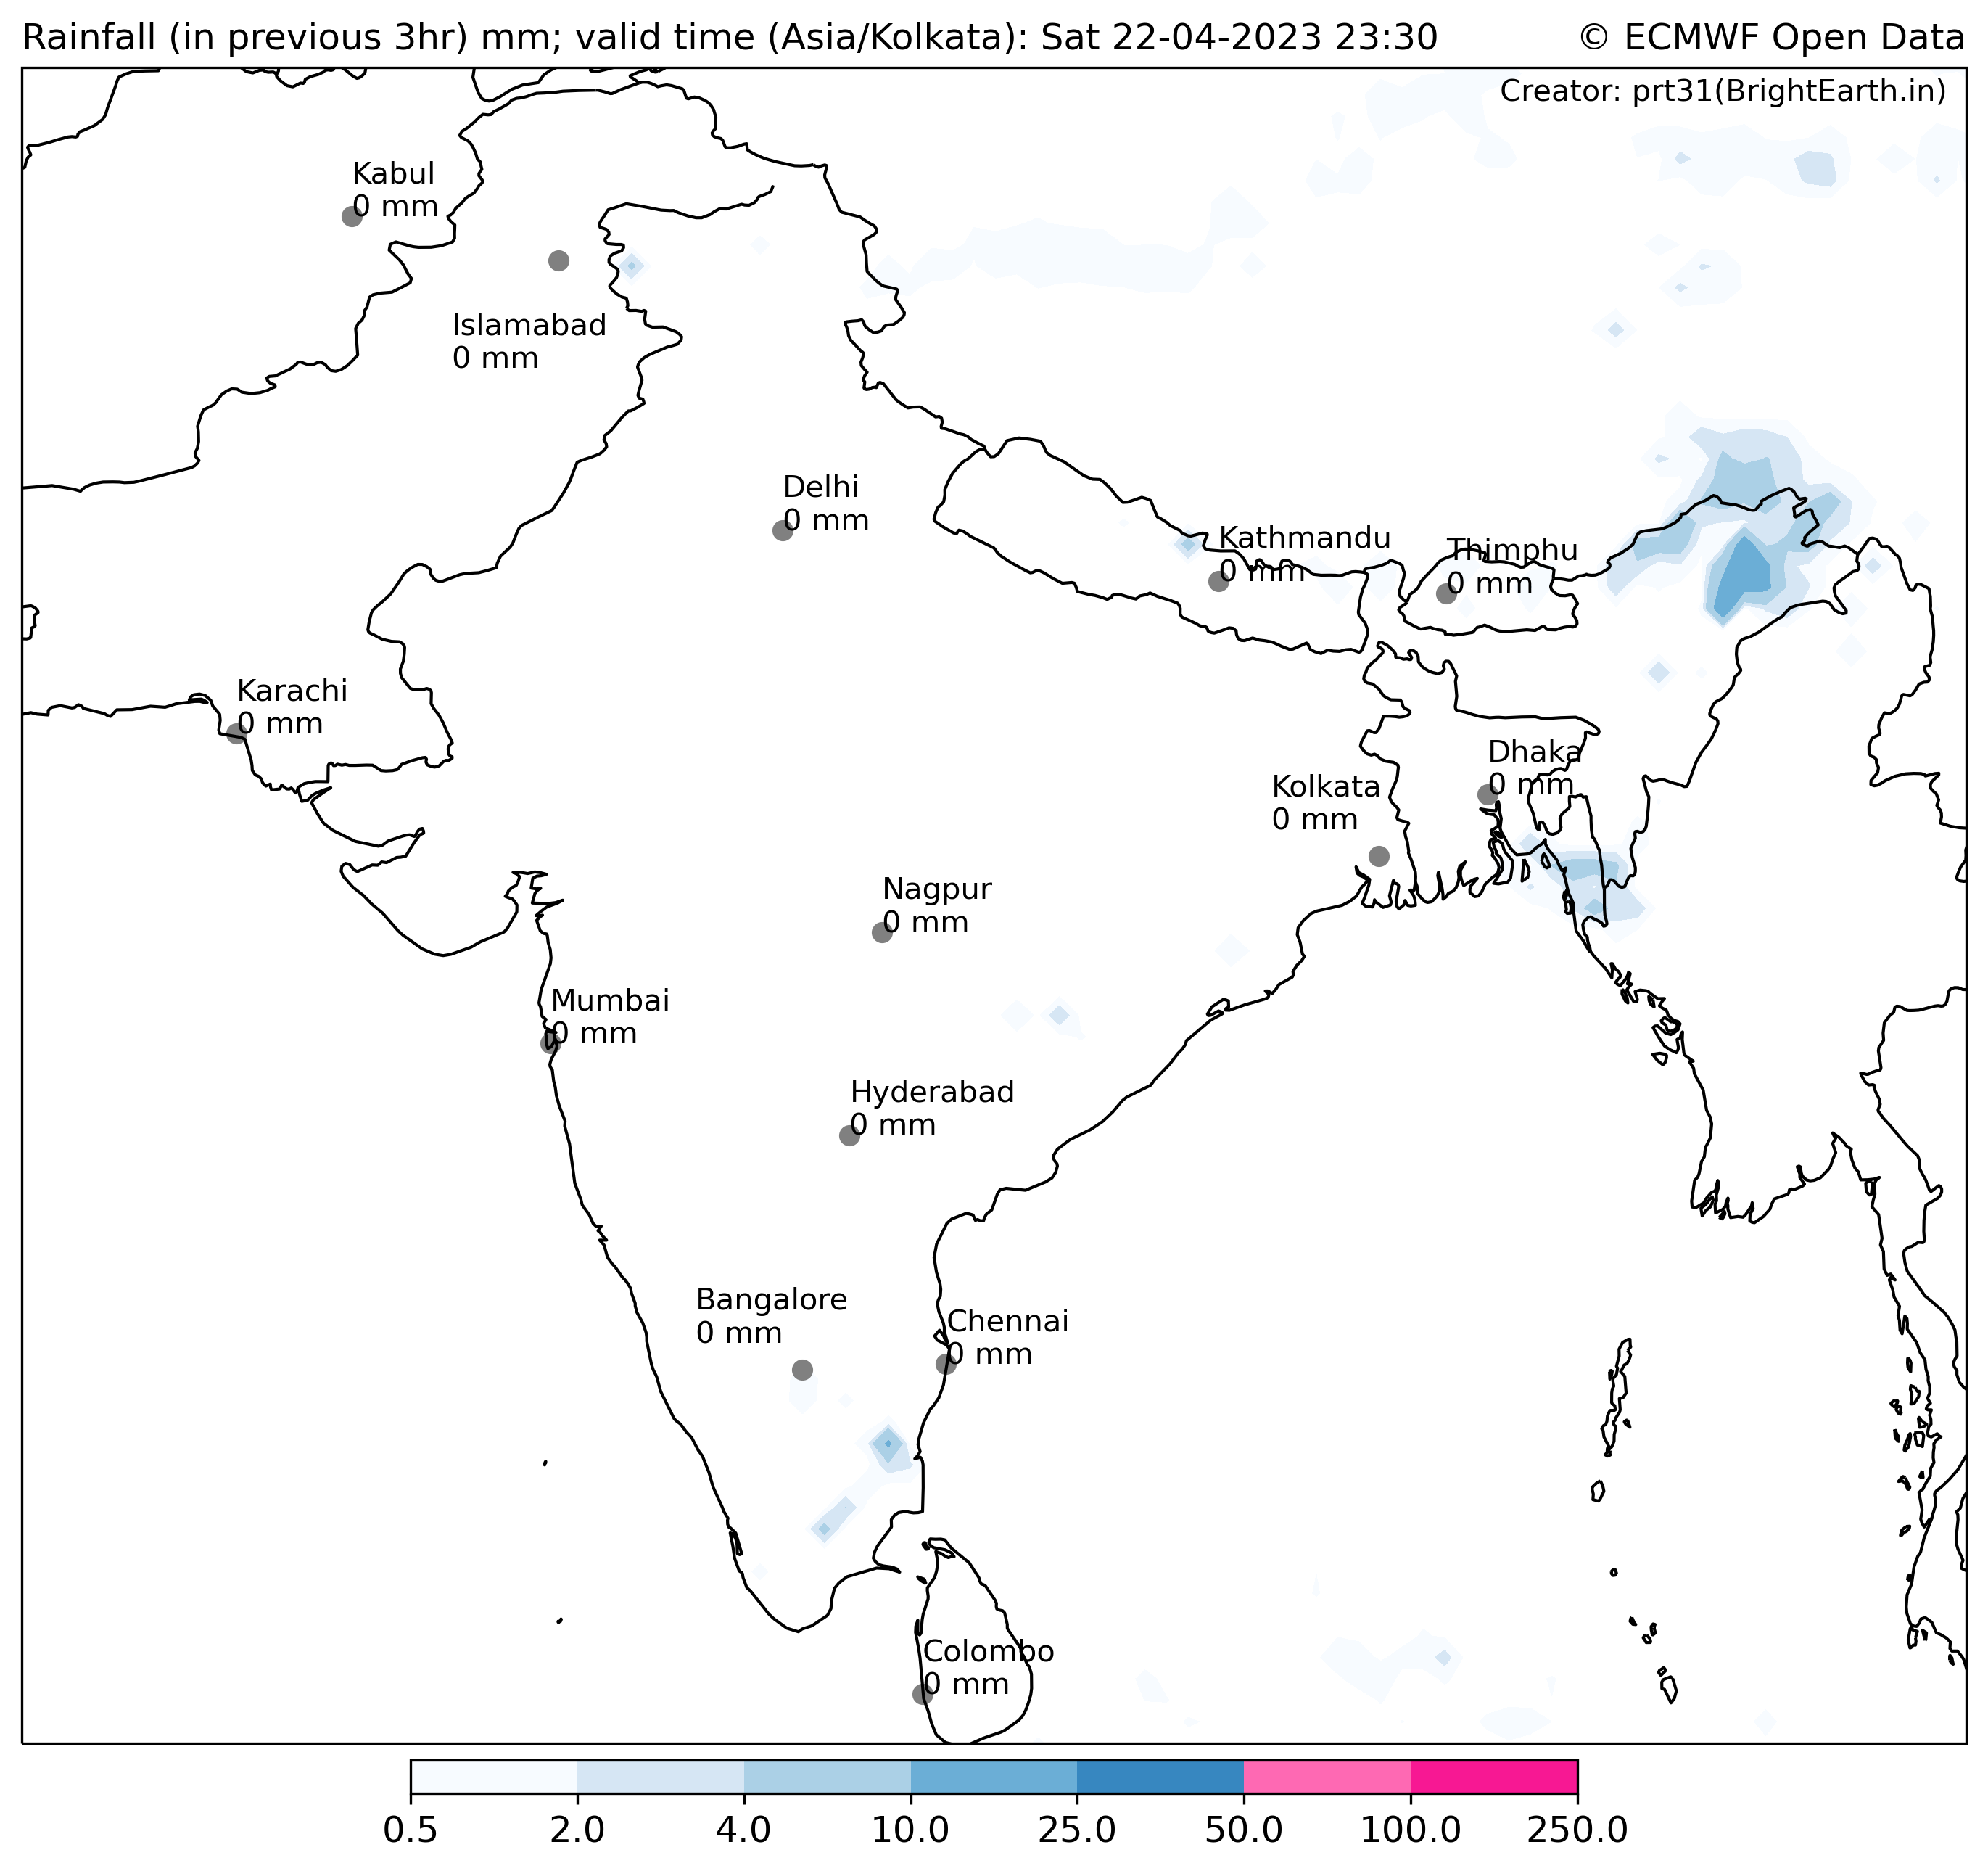 Rainfall (in previous 3hr) mm; valid time (Asia/Kolkata): Sat 22-04-2023 23:30
© ECMWF Open Data
Creator: prt31(BrightEarth.in)
Kabul
0 mm
Islamabad
0 mm
Delhi
0 mm
Kathmandu
0 mm
Thimphu
0 mm
Karachi
0 mm
Dhaka
0 mm
Kolkata
0 mm
Nagpur
0 mm
Mumbai
0 mm
Hyderabad
0 mm
Bangalore
0 mm
Chennai
0 mm
Colombo
0 mm
0.5 2.0 4.0 10.0 25.0 50.0 100.0 250.0